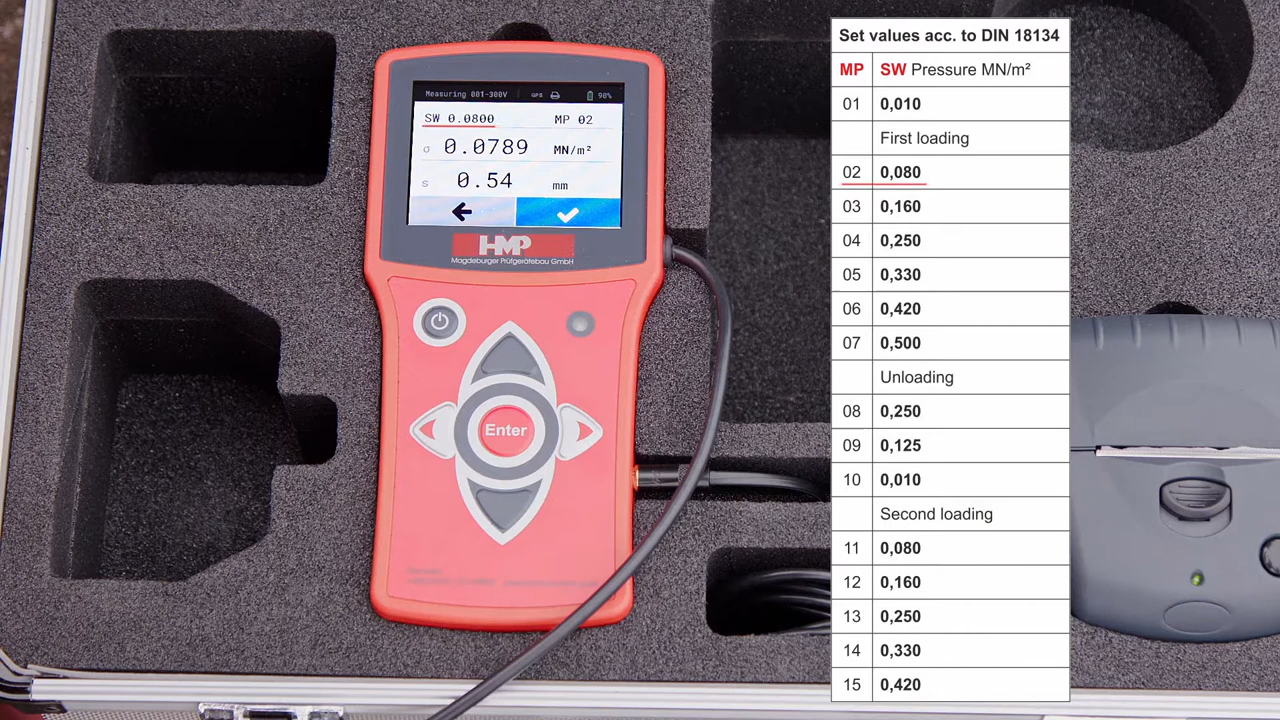 Measuring 001-300V GPS 90%
SW 0.0800 MP 02
σ 0.0789 MN/m²
s 0.54 mm
HMP
Magdeburger Prüfgerätebau GmbH
Enter
Set values acc. to DIN 18134
MP SW Pressure MN/m²
01 0,010
First loading
02 0,080
03 0,160
04 0,250
05 0,330
06 0,420
07 0,500
Unloading
08 0,250
09 0,125
10 0,010
Second loading
11 0,080
12 0,160
13 0,250
14 0,330
15 0,420